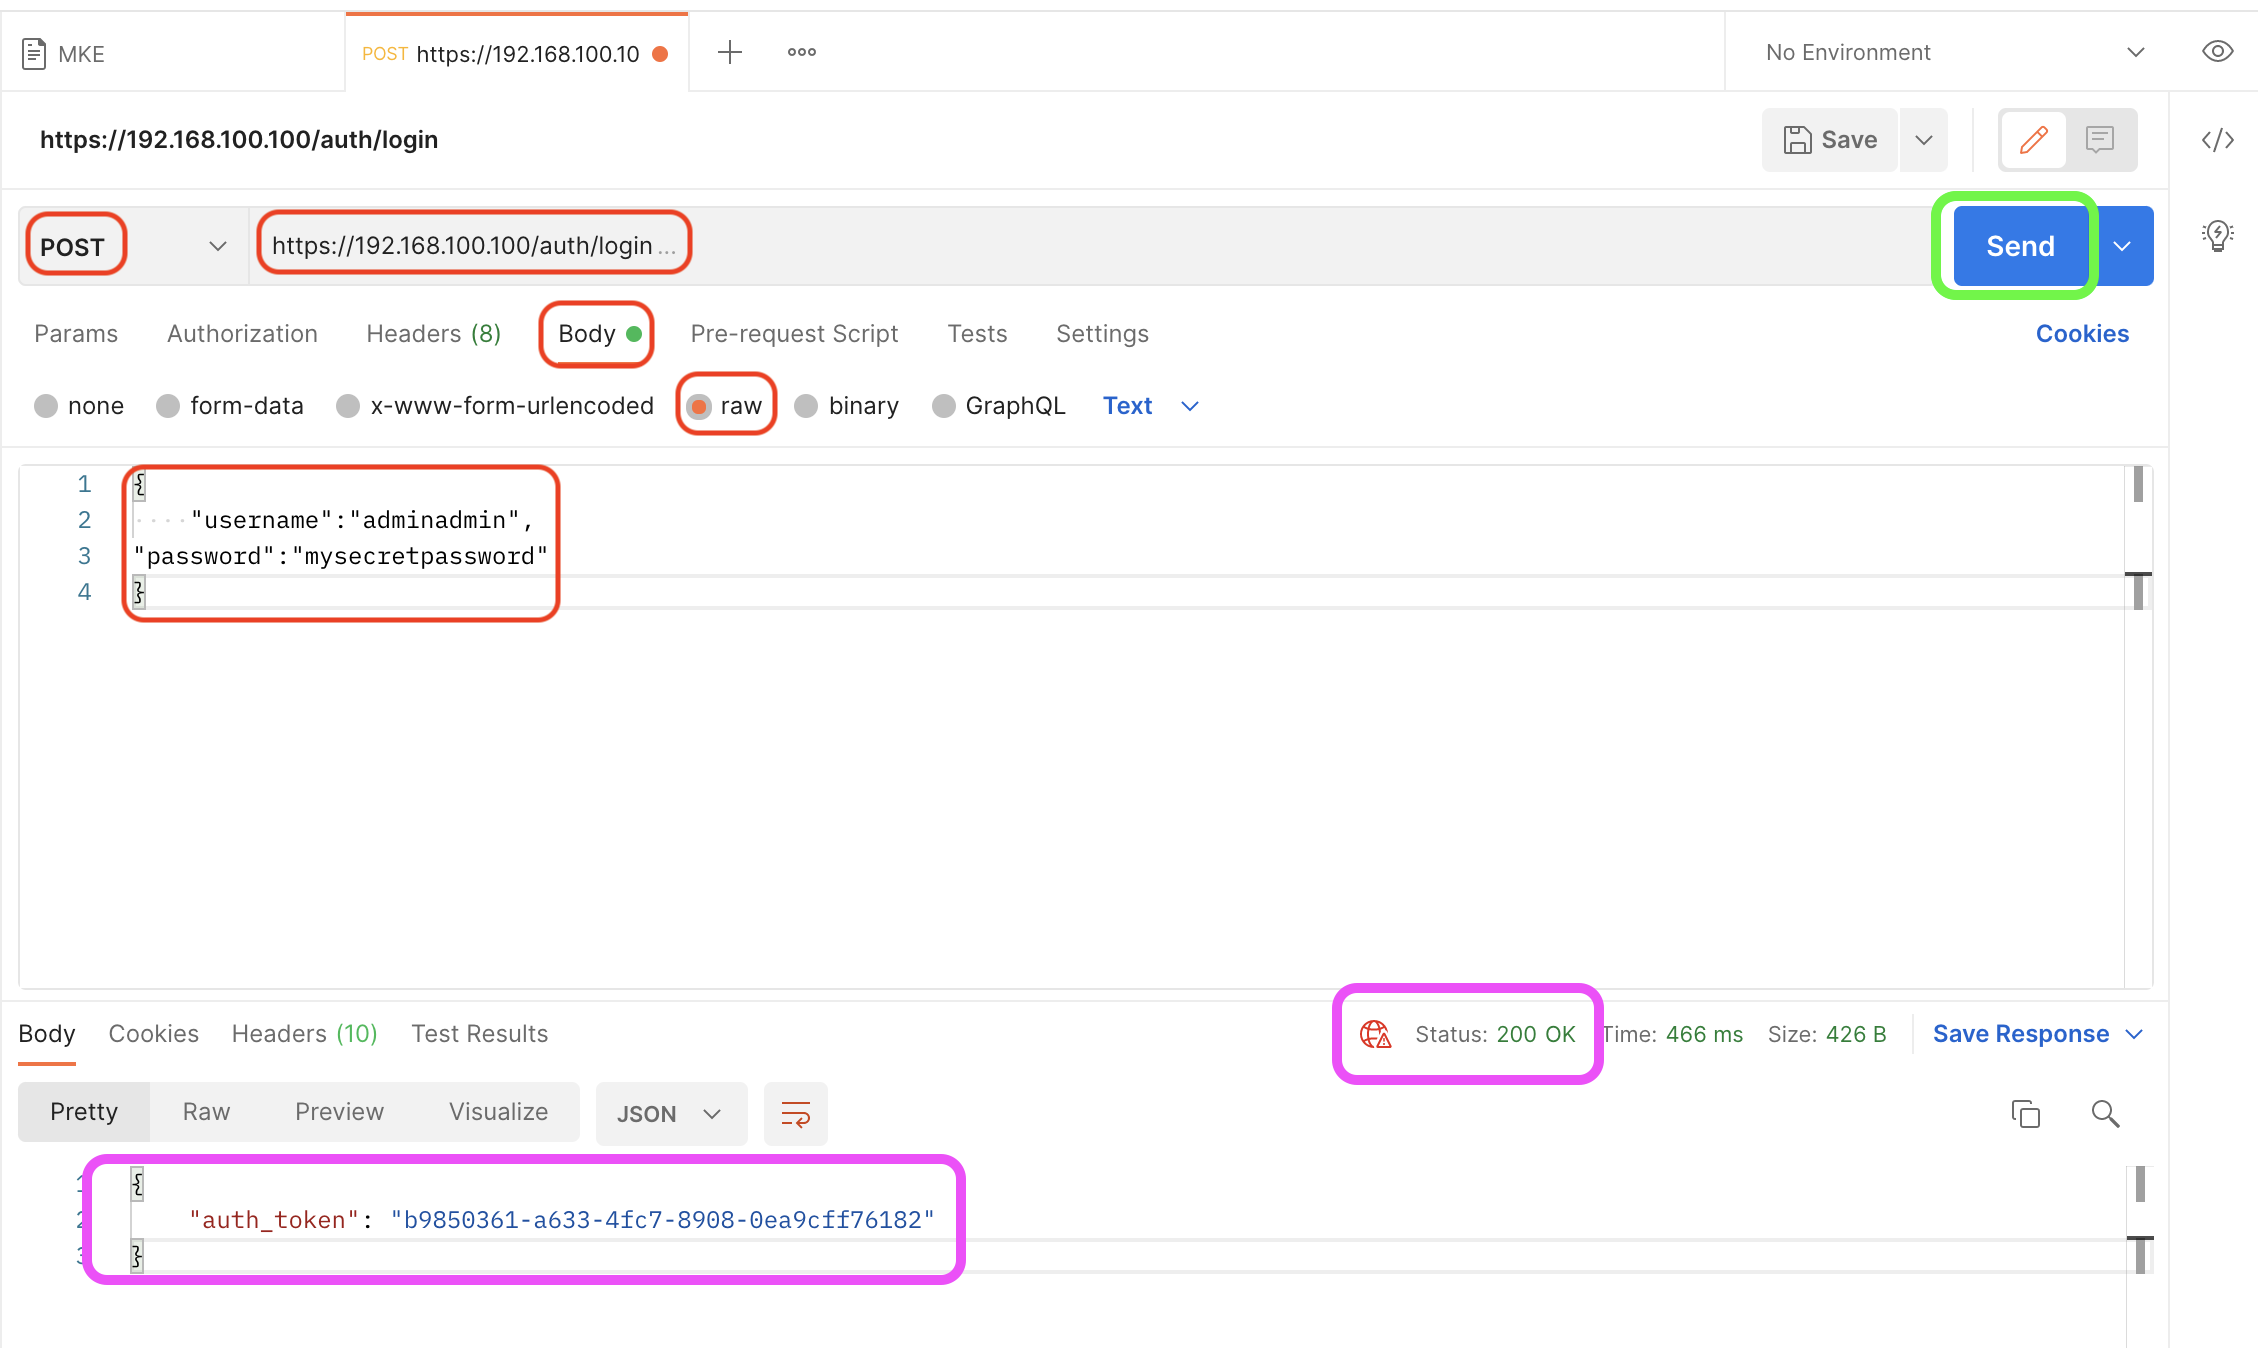 MKE
POST https://192.168.100.10
No Environment
https://192.168.100.100/auth/login
Save
POST
https://192.168.100.100/auth/login...
Send
Params Authorization Headers (8) Body Pre-request Script Tests Settings Cookies
none form-data x-www-form-urlencoded raw binary GraphQL Text
1 {
2 ····"username":"adminadmin",
3 "password":"mysecretpassword"
4 }
Body Cookies Headers (10) Test Results Status: 200 OK Time: 466 ms Size: 426 B Save Response
Pretty Raw Preview Visualize JSON
1 {
2 "auth_token": "b9850361-a633-4fc7-8908-0ea9cff76182"
3 }